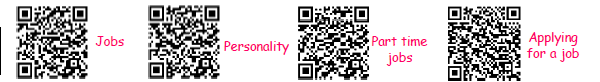 Jobs
Personality
Part time
jobs
Applying
for a job